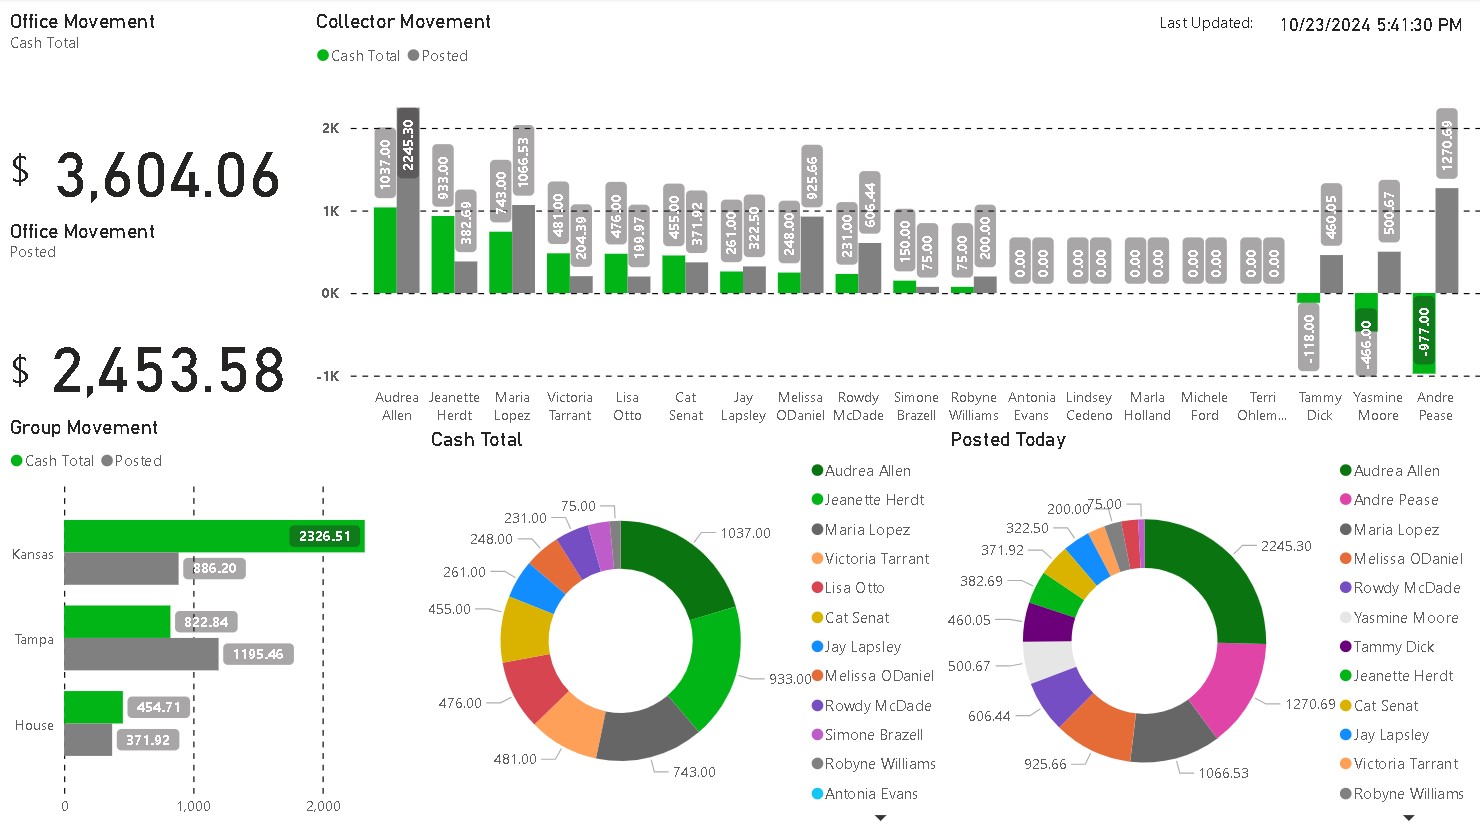 Office Movement
Cash Total
$ 3,604.06
Office Movement
Posted
$ 2,453.58
Collector Movement
Cash Total Posted
Last Updated: 10/23/2024 5:41:30 PM
2K
1K
0K
-1K
1037.00
2245.30
933.00
382.69
743.00
1066.53
481.00
204.39
476.00
199.97
455.00
371.92
261.00
322.50
248.00
925.66
231.00
606.44
150.00
75.00
75.00
200.00
0.00
0.00
0.00
0.00
0.00
0.00
0.00
0.00
0.00
0.00
-118.00
460.05
-466.00
500.67
-977.00
1270.69
Audrea
Allen
Jeanette
Herdt
Maria
Lopez
Victoria
Tarrant
Lisa
Otto
Cat
Senat
Jay
Lapsley
Melissa
ODaniel
Rowdy
McDade
Simone
Brazell
Robyne
Williams
Antonia
Evans
Lindsey
Cedeno
Marla
Holland
Michele
Ford
Terri
Ohlem...
Tammy
Dick
Yasmine
Moore
Andre
Pease
Group Movement
Cash Total Posted
Kansas
2326.51
886.20
Tampa
822.84
1195.46
House
454.71
371.92
0 1,000 2,000
Cash Total
75.00
231.00
248.00
261.00
455.00
476.00
481.00
743.00
933.00
1037.00
Audrea Allen
Jeanette Herdt
Maria Lopez
Victoria Tarrant
Lisa Otto
Cat Senat
Jay Lapsley
Melissa ODaniel
Rowdy McDade
Simone Brazell
Robyne Williams
Antonia Evans
Posted Today
75.00
200.00
322.50
371.92
382.69
460.05
500.67
606.44
925.66
1066.53
1270.69
2245.30
Audrea Allen
Andre Pease
Maria Lopez
Melissa ODaniel
Rowdy McDade
Yasmine Moore
Tammy Dick
Jeanette Herdt
Cat Senat
Jay Lapsley
Victoria Tarrant
Robyne Williams